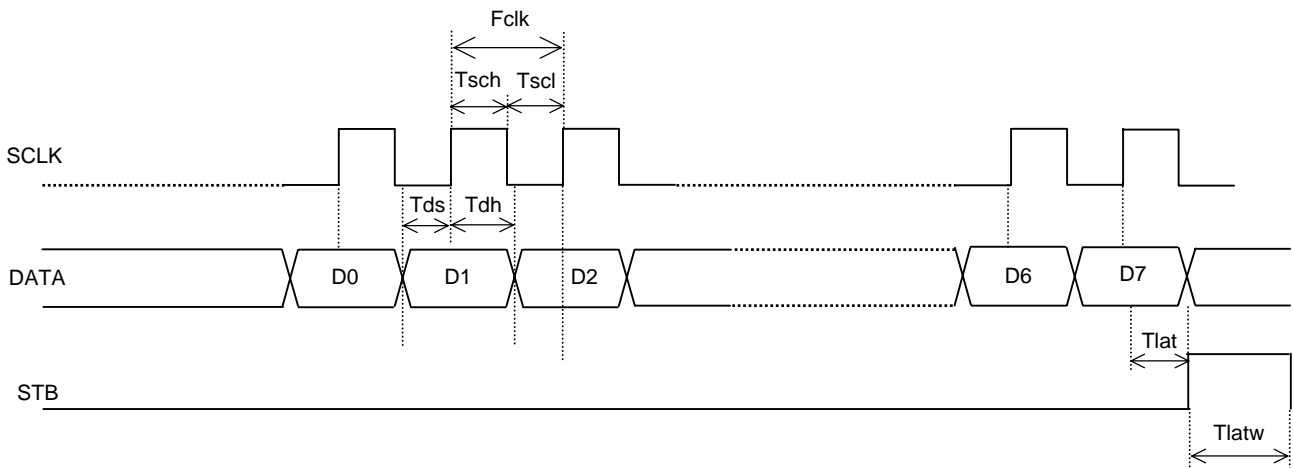 Fclk
Tsch Tscl
SCLK
Tds Tdh
DATA D0 D1 D2 D6 D7
Tlat
STB
Tlatw